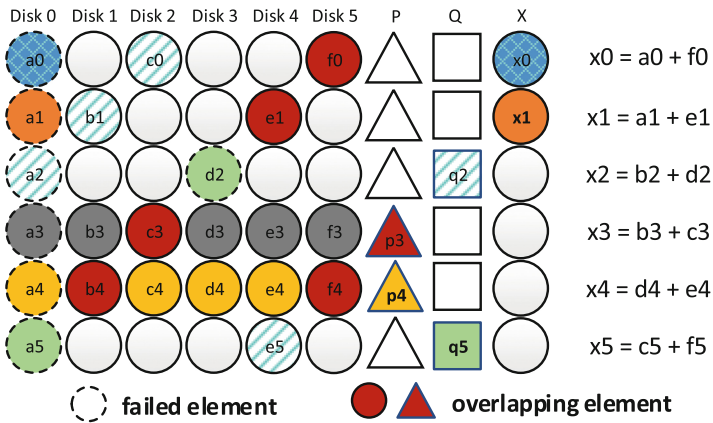 Disk 0 Disk 1 Disk 2 Disk 3 Disk 4 Disk 5 P Q X
a0 c0 f0 x0 x0 = a0 + f0
a1 b1 e1 x1 x1 = a1 + e1
a2 d2 q2 x2 = b2 + d2
a3 b3 c3 d3 e3 f3 p3 x3 = b3 + c3
a4 b4 c4 d4 e4 f4 p4 x4 = d4 + e4
a5 e5 q5 x5 = c5 + f5
failed element overlapping element